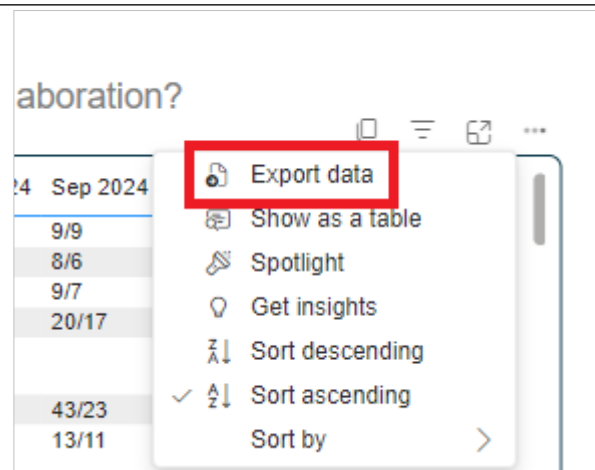 aboration?
24 Sep 2024
9/9
8/6
9/7
20/17
43/23
13/11
Export data
Show as a table
Spotlight
Get insights
Sort descending
Sort ascending
Sort by